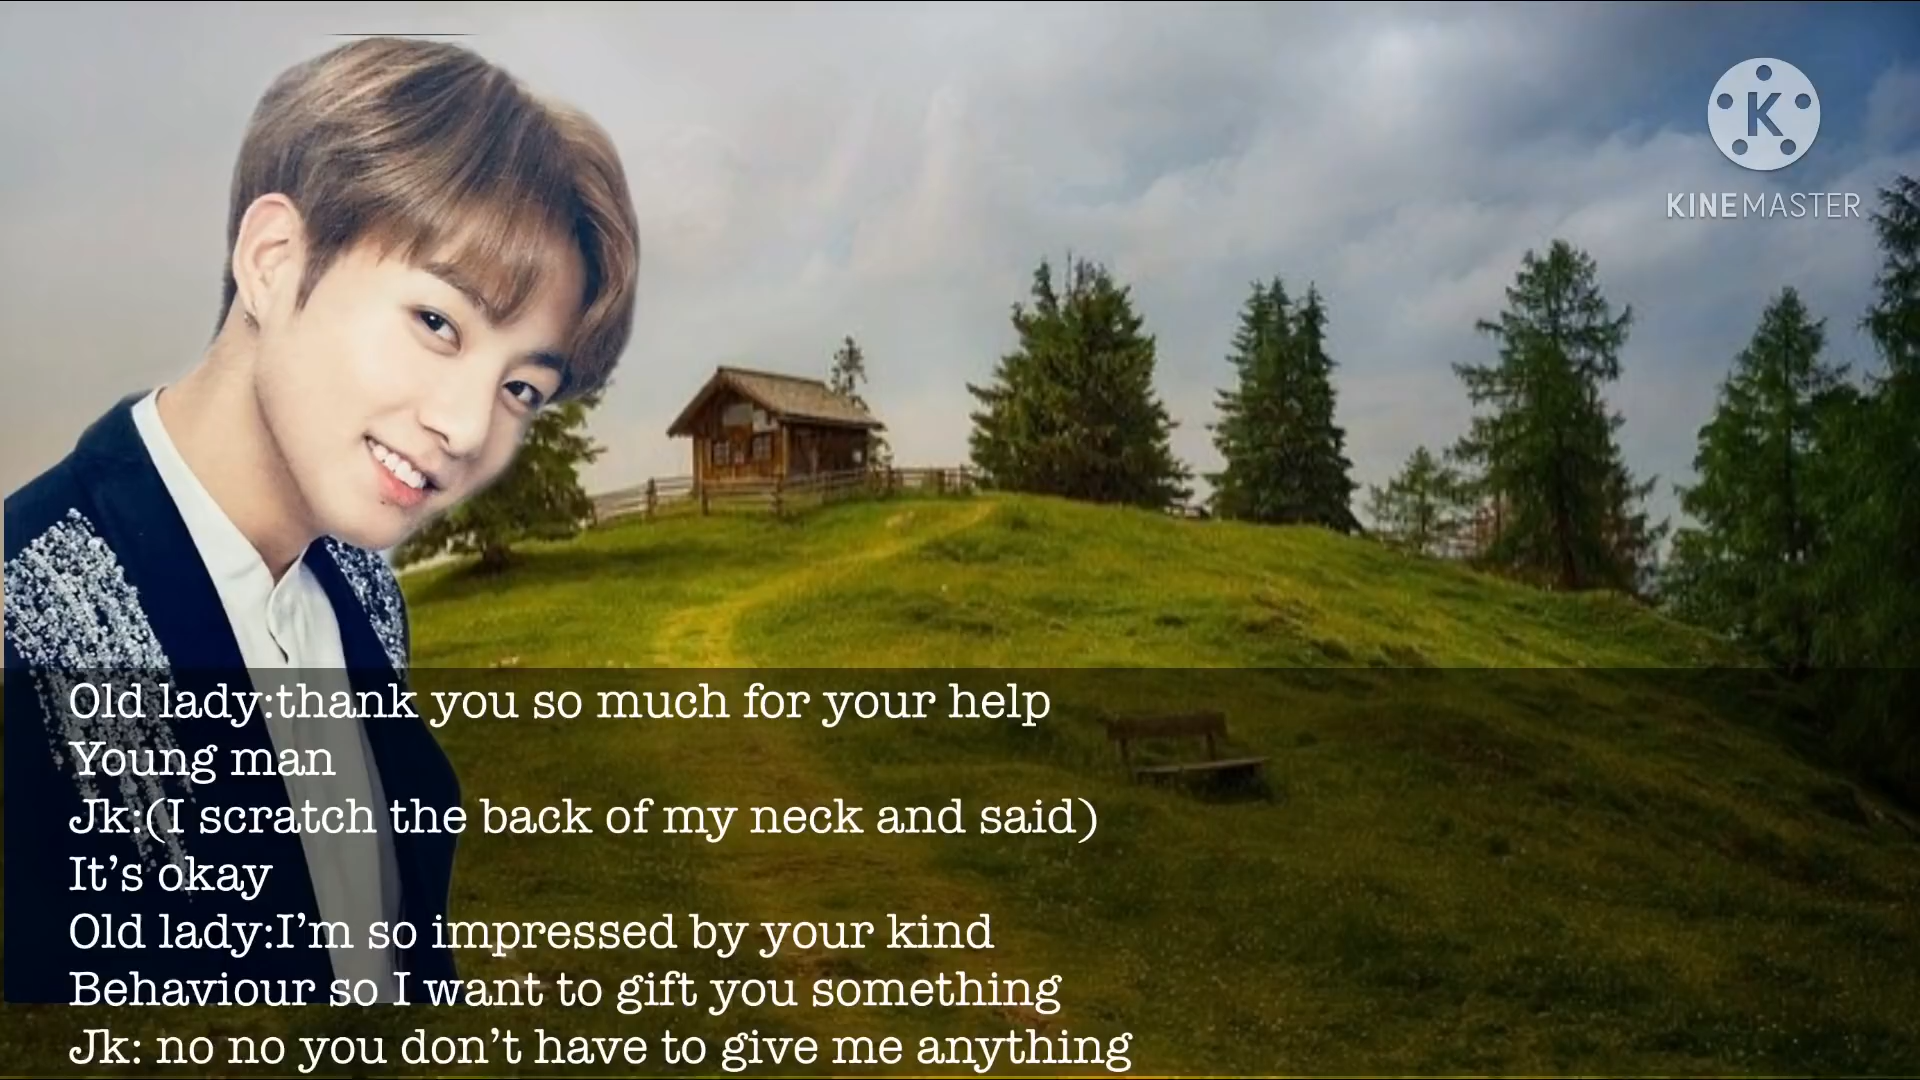 KINEMASTER
Old lady:thank you so much for your help
Young man
Jk:(I scratch the back of my neck and said)
It's okay
Old lady:I'm so impressed by your kind
Behaviour so I want to gift you something
Jk: no no you don't have to give me anything